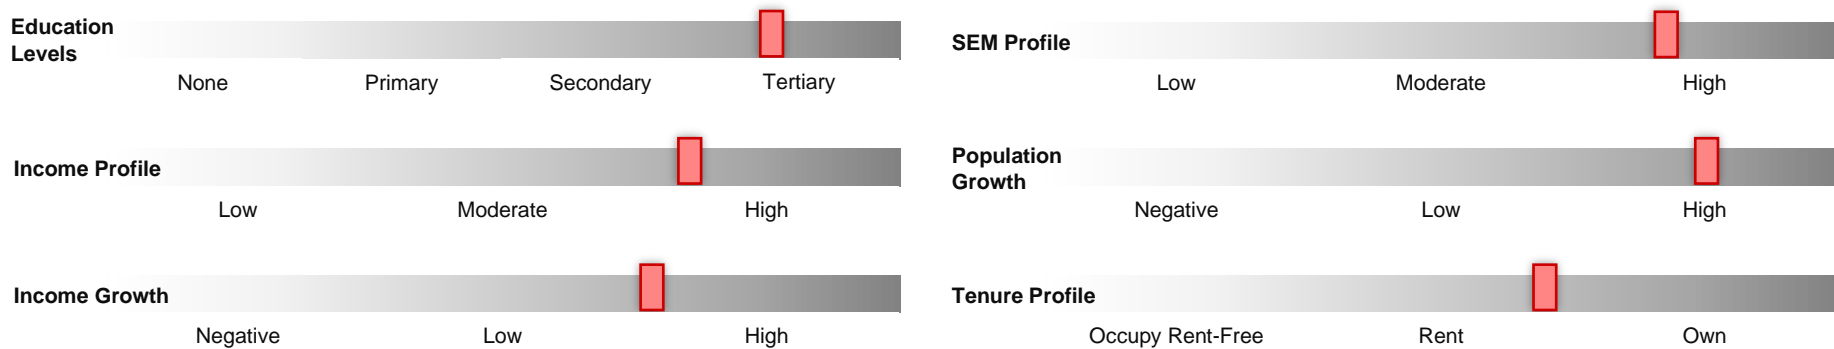 Education
Levels
None Primary Secondary Tertiary
Income Profile
Low Moderate High
Income Growth
Negative Low High
SEM Profile
Low Moderate High
Population
Growth
Negative Low High
Tenure Profile
Occupy Rent-Free Rent Own